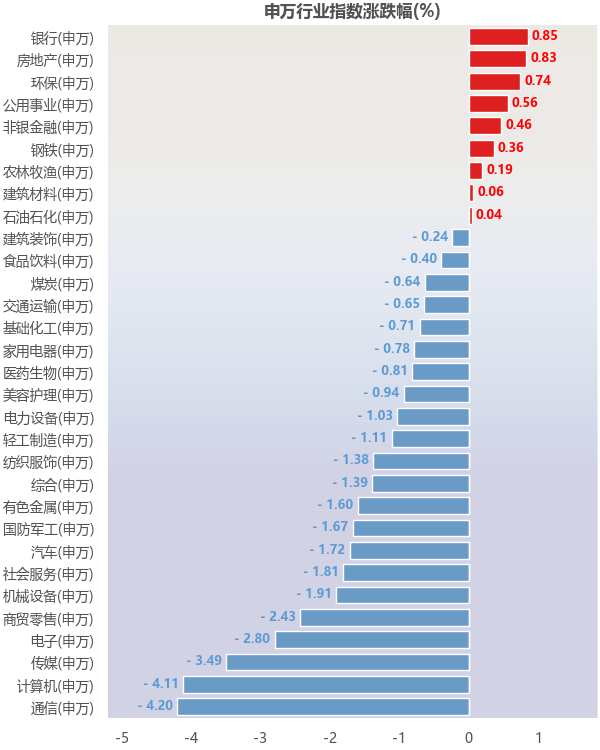 申万行业指数涨跌幅(%)
银行(申万) 0.85
房地产(申万) 0.83
环保(申万) 0.74
公用事业(申万) 0.56
非银金融(申万) 0.46
钢铁(申万) 0.36
农林牧渔(申万) 0.19
建筑材料(申万) 0.06
石油石化(申万) 0.04
建筑装饰(申万) - 0.24
食品饮料(申万) - 0.40
煤炭(申万) - 0.64
交通运输(申万) - 0.65
基础化工(申万) - 0.71
家用电器(申万) - 0.78
医药生物(申万) - 0.81
美容护理(申万) - 0.94
电力设备(申万) - 1.03
轻工制造(申万) - 1.11
纺织服饰(申万) - 1.38
综合(申万) - 1.39
有色金属(申万) - 1.60
国防军工(申万) - 1.67
汽车(申万) - 1.72
社会服务(申万) - 1.81
机械设备(申万) - 1.91
商贸零售(申万) - 2.43
电子(申万) - 2.80
传媒(申万) - 3.49
计算机(申万) - 4.11
通信(申万) - 4.20
-5 -4 -3 -2 -1 0 1